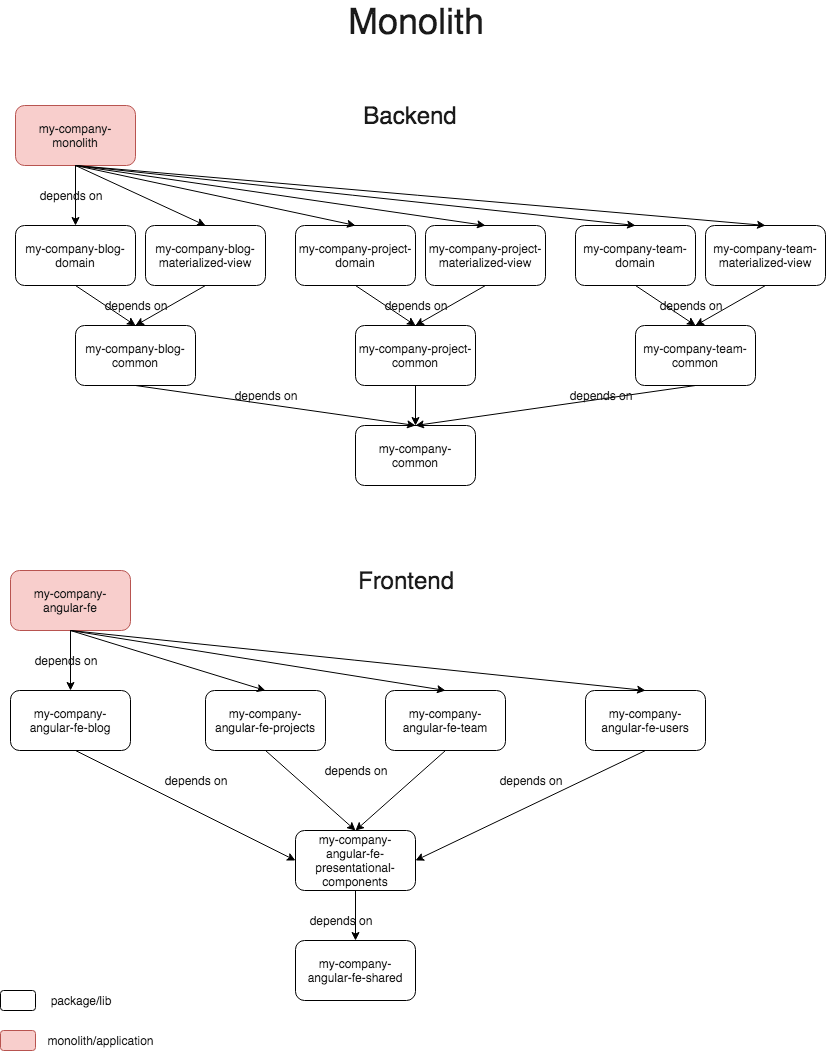 Monolith
Backend
my-company-
monolith
depends on
my-company-blog-
domain
my-company-blog-
materialized-view
my-company-project-
domain
my-company-project-
materialized-view
my-company-team-
domain
my-company-team-
materialized-view
depends on
depends on
depends on
my-company-blog-
common
my-company-project-
common
my-company-team-
common
depends on
depends on
my-company-
common
Frontend
my-company-
angular-fe
depends on
my-company-
angular-fe-blog
my-company-
angular-fe-projects
my-company-
angular-fe-team
my-company-
angular-fe-users
depends on
depends on
depends on
my-company-
angular-fe-
presentational-
components
depends on
my-company-
angular-fe-shared
package/lib
monolith/application